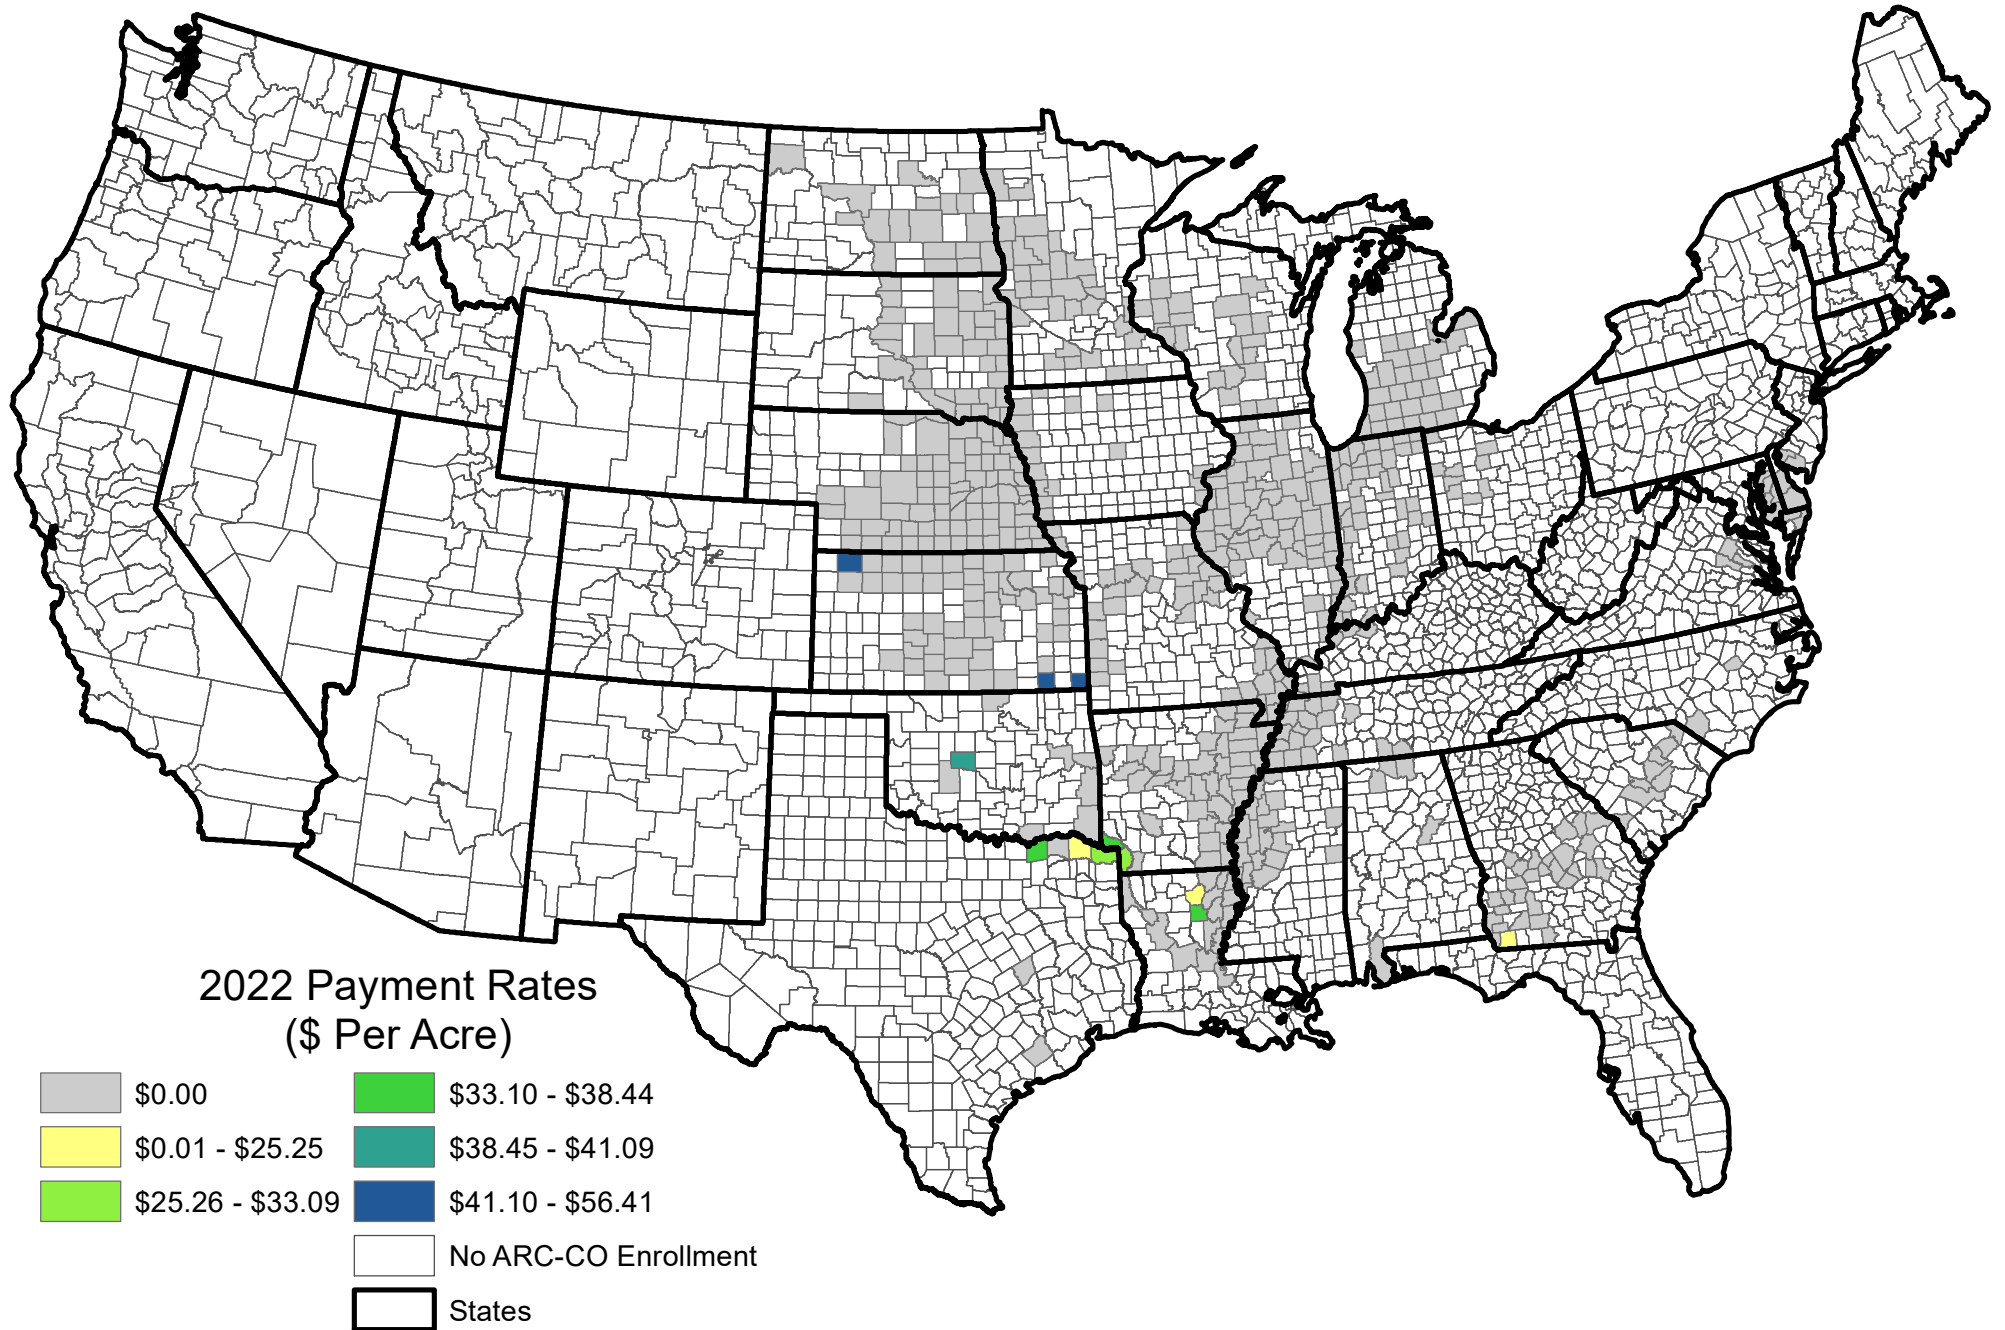 2022 Payment Rates
($ Per Acre)
$0.00
$0.01 - $25.25
$25.26 - $33.09
$33.10 - $38.44
$38.45 - $41.09
$41.10 - $56.41
No ARC-CO Enrollment
States